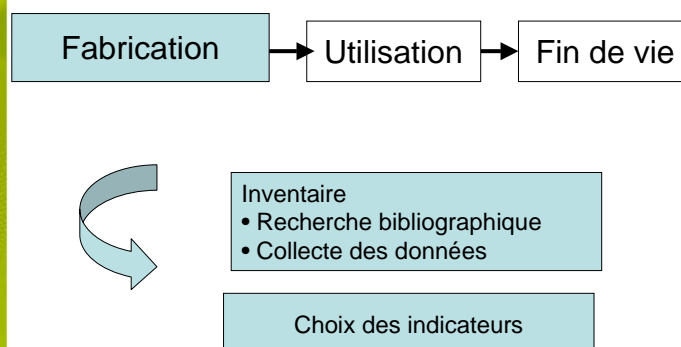 Fabrication
Utilisation
Fin de vie
Inventaire
• Recherche bibliographique
• Collecte des données
Choix des indicateurs